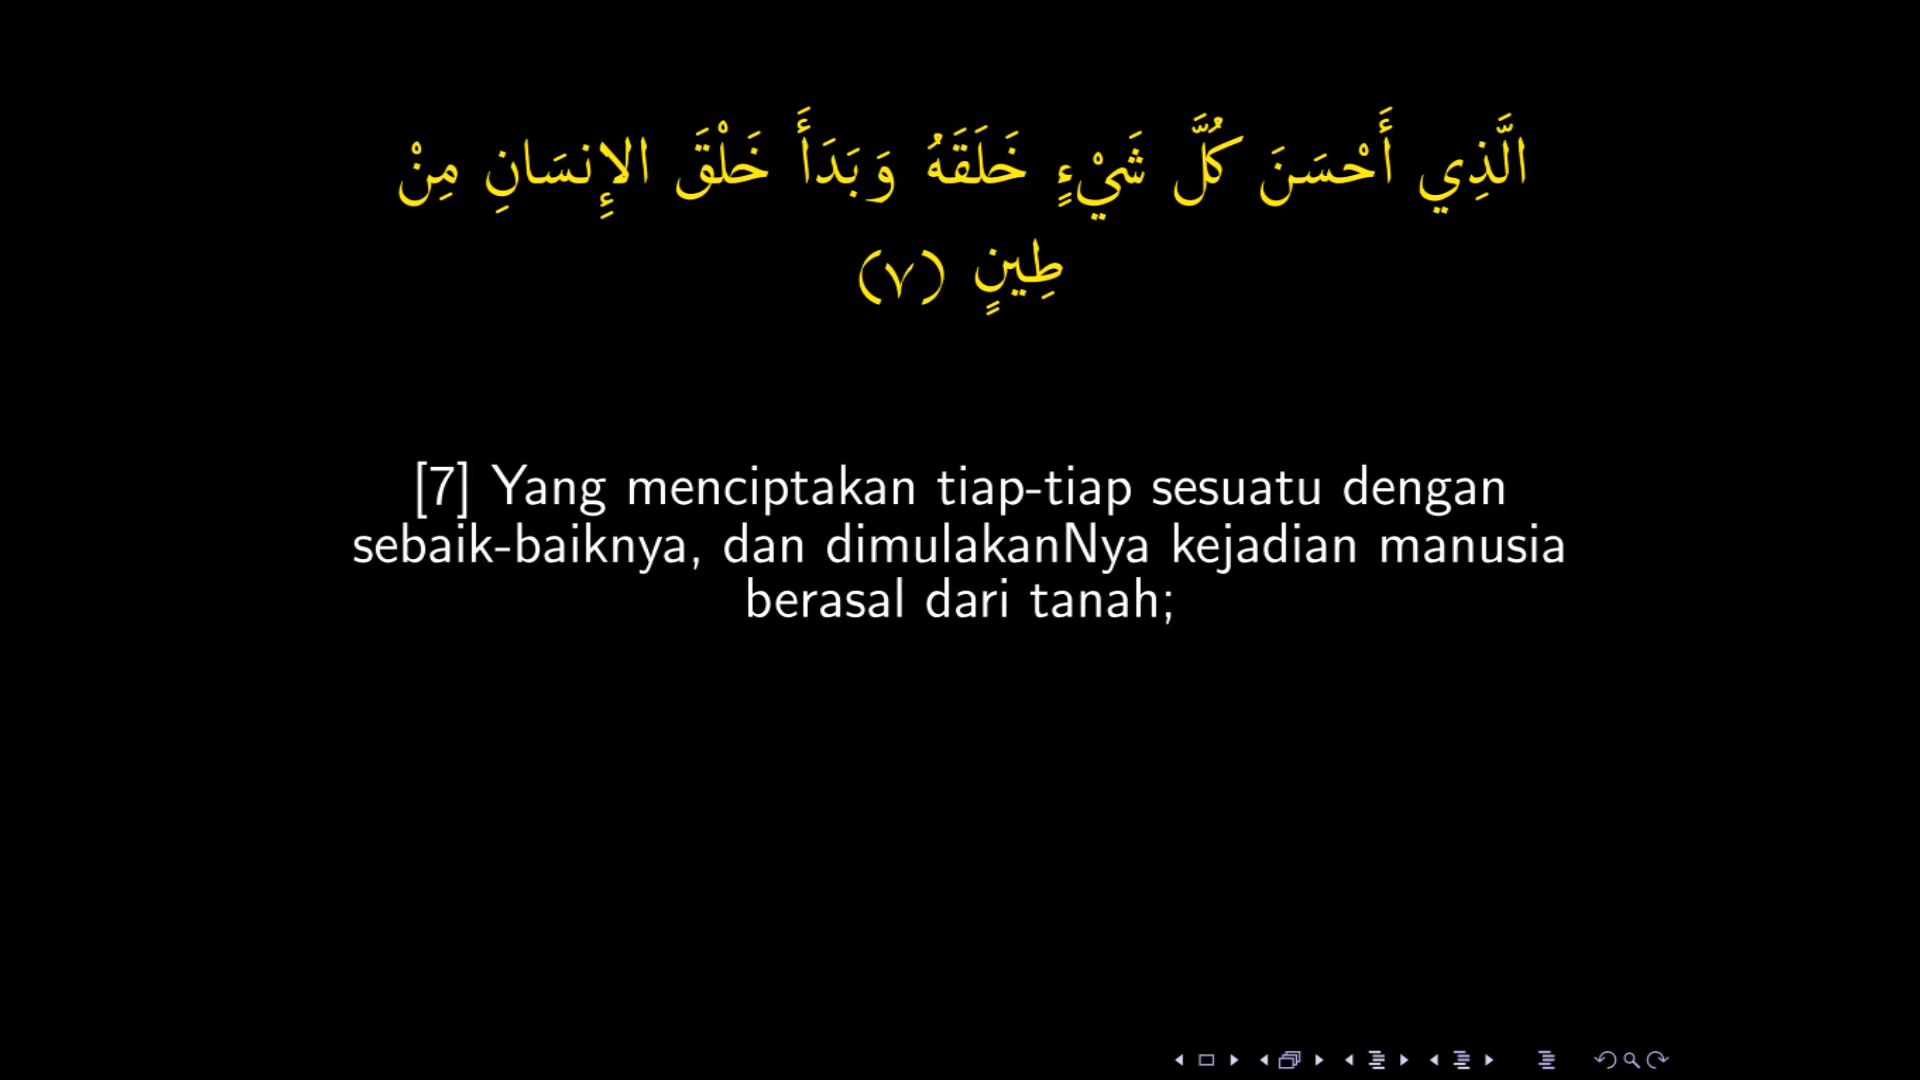 الَّذِي أَحْسَنَ كُلَّ شَيْءٍ خَلَقَهُ وَبَدَأَ خَلْقَ الإِنسَانِ مِنْ
طِينٍ (٧)
[7] Yang menciptakan tiap-tiap sesuatu dengan
sebaik-baiknya, dan dimulakanNya kejadian manusia
berasal dari tanah;